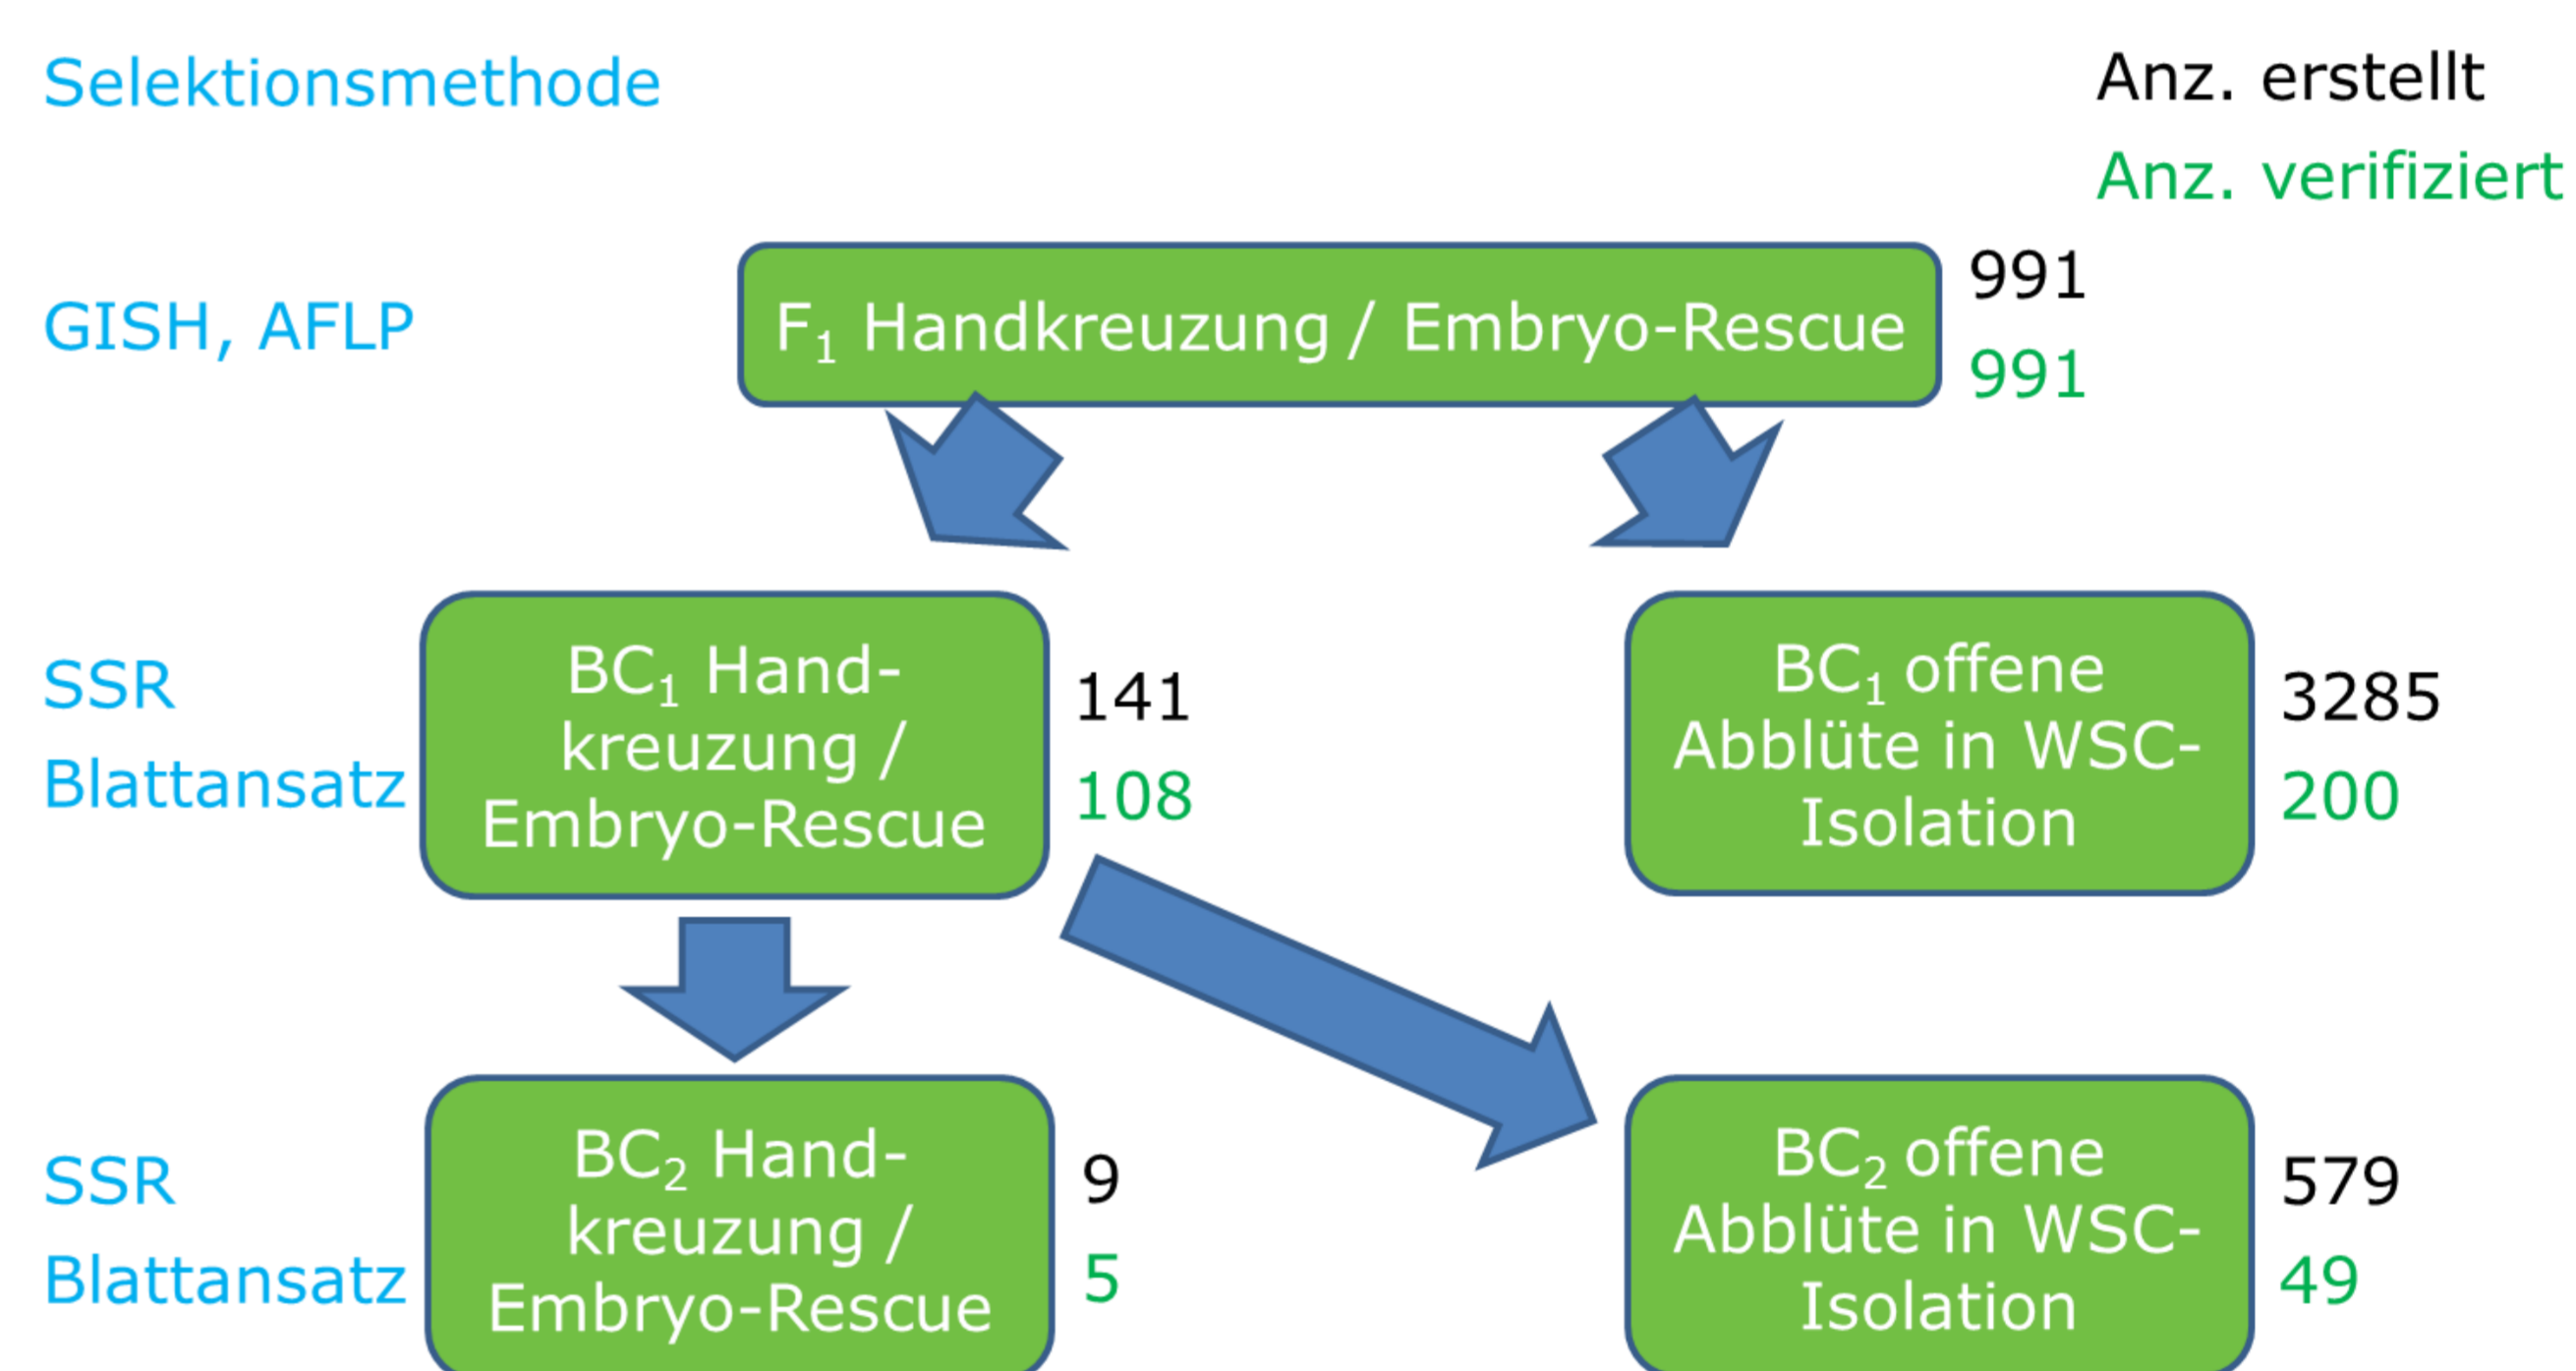 Selektionsmethode
Anz. erstellt
Anz. verifiziert
GISH, AFLP
F₁ Handkreuzung / Embryo-Rescue
991
991
SSR
Blattansatz
BC₁ Hand-
kreuzung /
Embryo-Rescue
141
108
BC₁ offene
Abblüte in WSC-
Isolation
3285
200
SSR
Blattansatz
BC₂ Hand-
kreuzung /
Embryo-Rescue
9
5
BC₂ offene
Abblüte in WSC-
Isolation
579
49